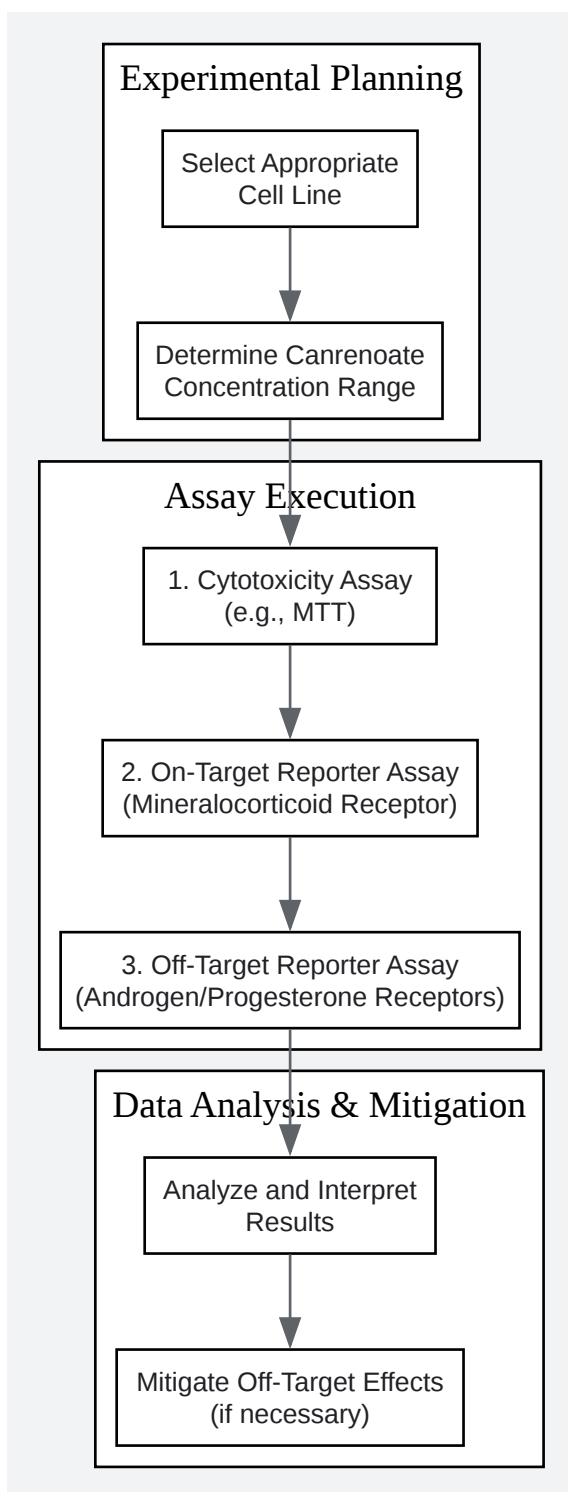 Experimental Planning
Select Appropriate
Cell Line
Determine Canrenoate
Concentration Range
Assay Execution
1. Cytotoxicity Assay
(e.g., MTT)
2. On-Target Reporter Assay
(Mineralocorticoid Receptor)
3. Off-Target Reporter Assay
(Androgen/Progesterone Receptors)
Data Analysis & Mitigation
Analyze and Interpret
Results
Mitigate Off-Target Effects
(if necessary)